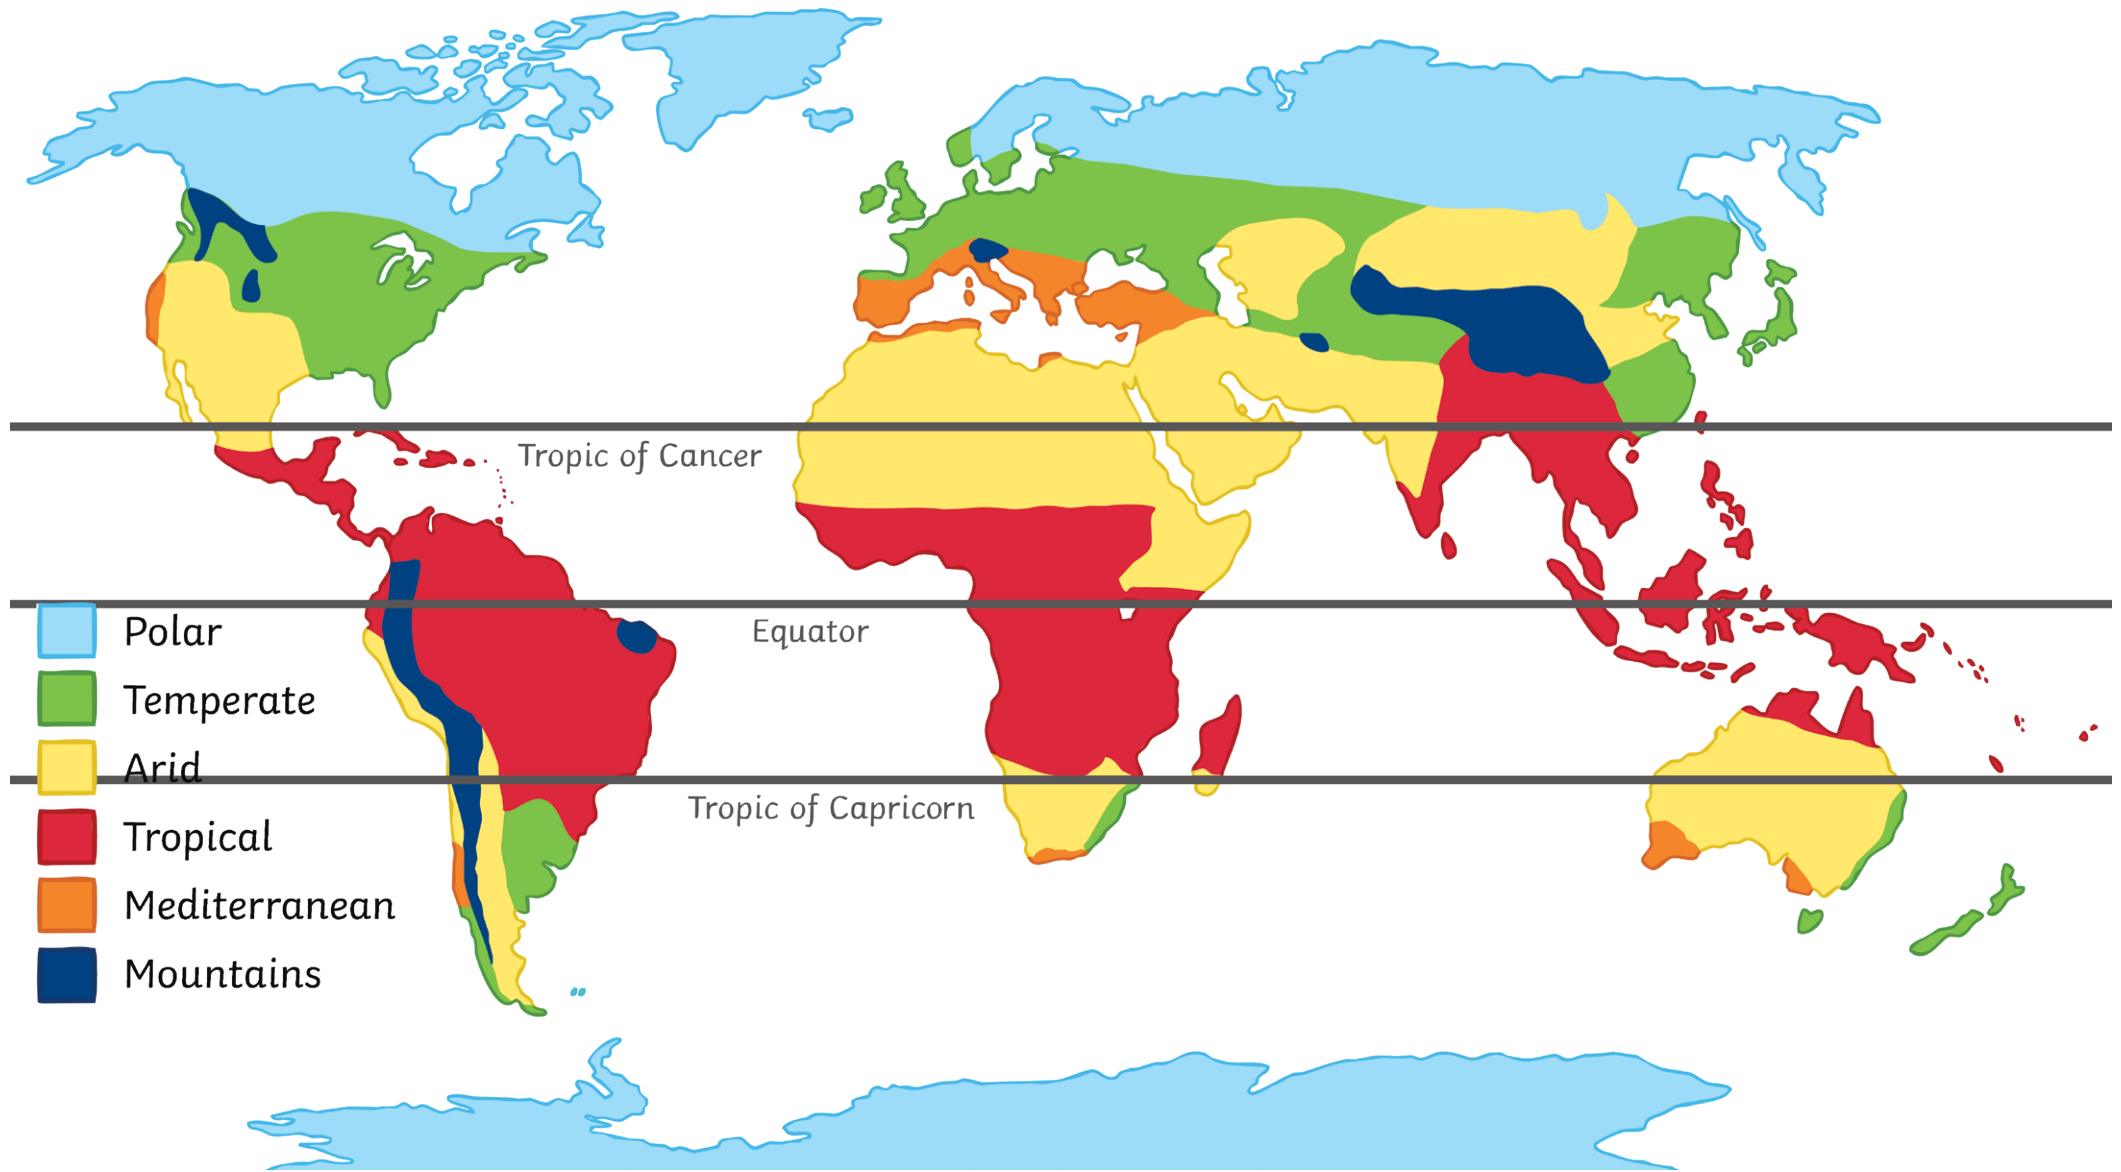 Tropic of Cancer
Equator
Polar
Temperate
Arid
Tropic of Capricorn
Tropical
Mediterranean
Mountains